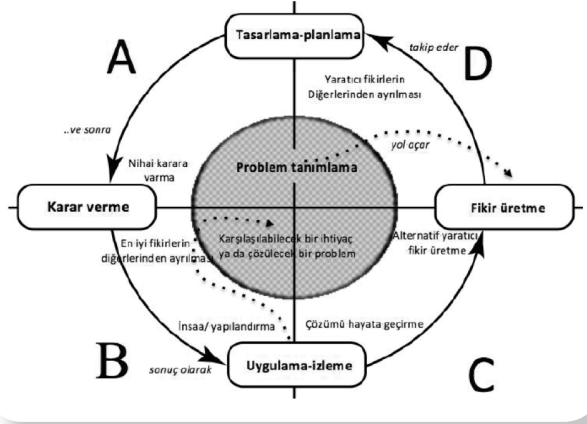 Tasarlama-planlama
A
D
takip eder
Yaratıcı fikirlerin
Diğerlerinden ayrılması
..ve sonra
yol açar
Nihai karara
varma
Problem tanımlama
Karar verme
Fikir üretme
En iyi fikirlerin
diğerlerinden ayrılması
Karşılaşılabilecek bir ihtiyaç
ya da çözülecek bir problem
Alternatif yaratıcı
fikir üretme
İnsaa/ yapılandırma
Çözümü hayata geçirme
B
sonuç olarak
Uygulama-izleme
C